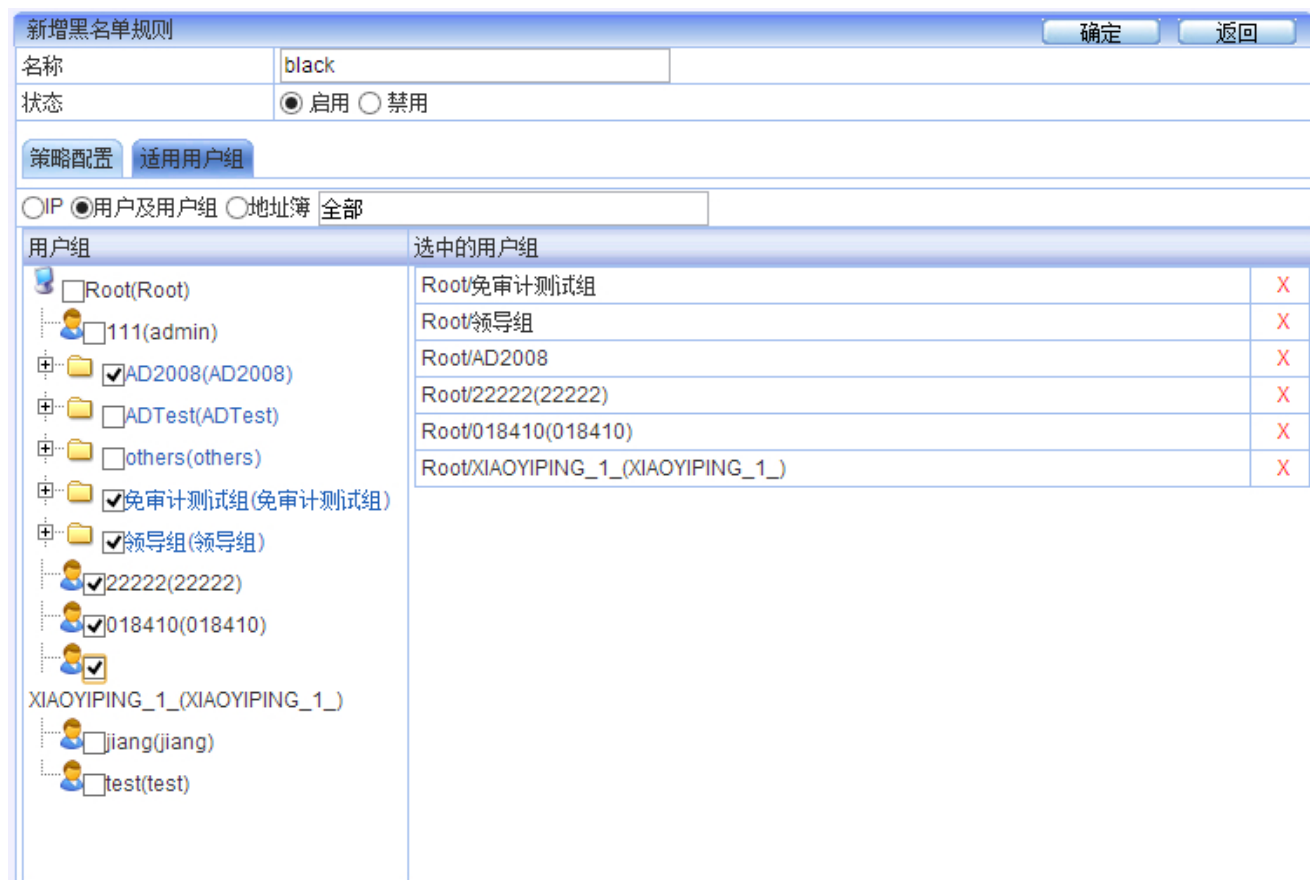 新增黑名单规则 确定 返回
名称 black
状态 启用 禁用
策略配置 适用用户组
IP 用户及用户组 地址簿 全部
用户组 选中的用户组
Root(Root)
111(admin)
AD2008(AD2008)
ADTest(ADTest)
others(others)
免审计测试组(免审计测试组)
领导组(领导组)
22222(22222)
018410(018410)
XIAOYIPING_1_(XIAOYIPING_1_)
jiang(jiang)
test(test)
Root/免审计测试组 X
Root/领导组 X
Root/AD2008 X
Root/22222(22222) X
Root/018410(018410) X
Root/XIAOYIPING_1_(XIAOYIPING_1_) X